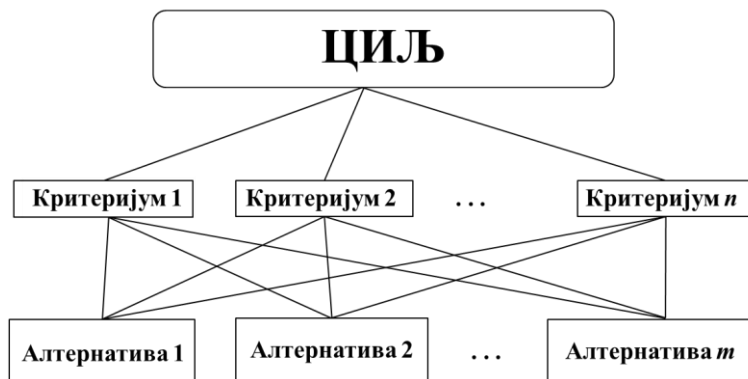 ЦИЉ
Критеријум 1 Критеријум 2 ... Критеријум n
Алтернатива 1 Алтернатива 2 ... Алтернатива m